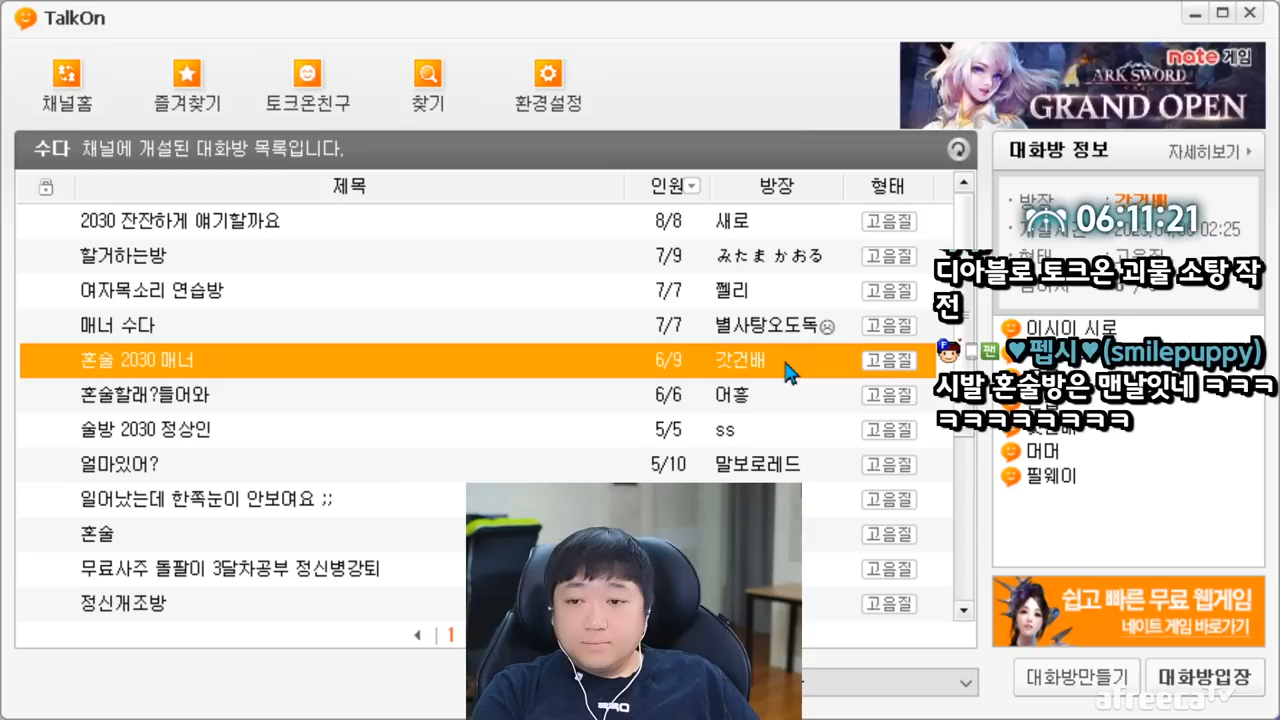 TalkOn
채널홈
즐겨찾기
토크온친구
찾기
환경설정
nate 게임
ARK SWORD
GRAND OPEN
수다 채널에 개설된 대화방 목록입니다.
제목 인원 방장 형태
2030 잔잔하게 얘기할까요 8/8 새로 고음질
할거하는방 7/9 みたま かおる 고음질
여자목소리 연습방 7/7 쩰리 고음질
매너 수다 7/7 별사탕오도독 고음질
혼술 2030 매너 6/9 갓건배 고음질
혼술할래?들어와 6/6 어흥 고음질
술방 2030 정상인 5/5 ss 고음질
얼마있어? 5/10 말보로레드 고음질
일어났는데 한쪽눈이 안보여요 ;; 고음질
혼술 고음질
무료사주 돌팔이 3달차공부 정신병강퇴 고음질
정신개조방 고음질
1
대화방 정보 자세히보기
방장 : 갓건배
06:11:21
02:25
디아블로 토크온 괴물 소탕 작
전
이시이 시로
팬 ♥펩시♥(smilepuppy)
시발 혼술방은 맨날잇네 ㅋㅋㅋ
ㅋㅋㅋㅋㅋㅋㅋㅋ
머머
필웨이
쉽고 빠른 무료 웹게임
네이트 게임 바로가기
대화방만들기
대화방입장
afreecaTV